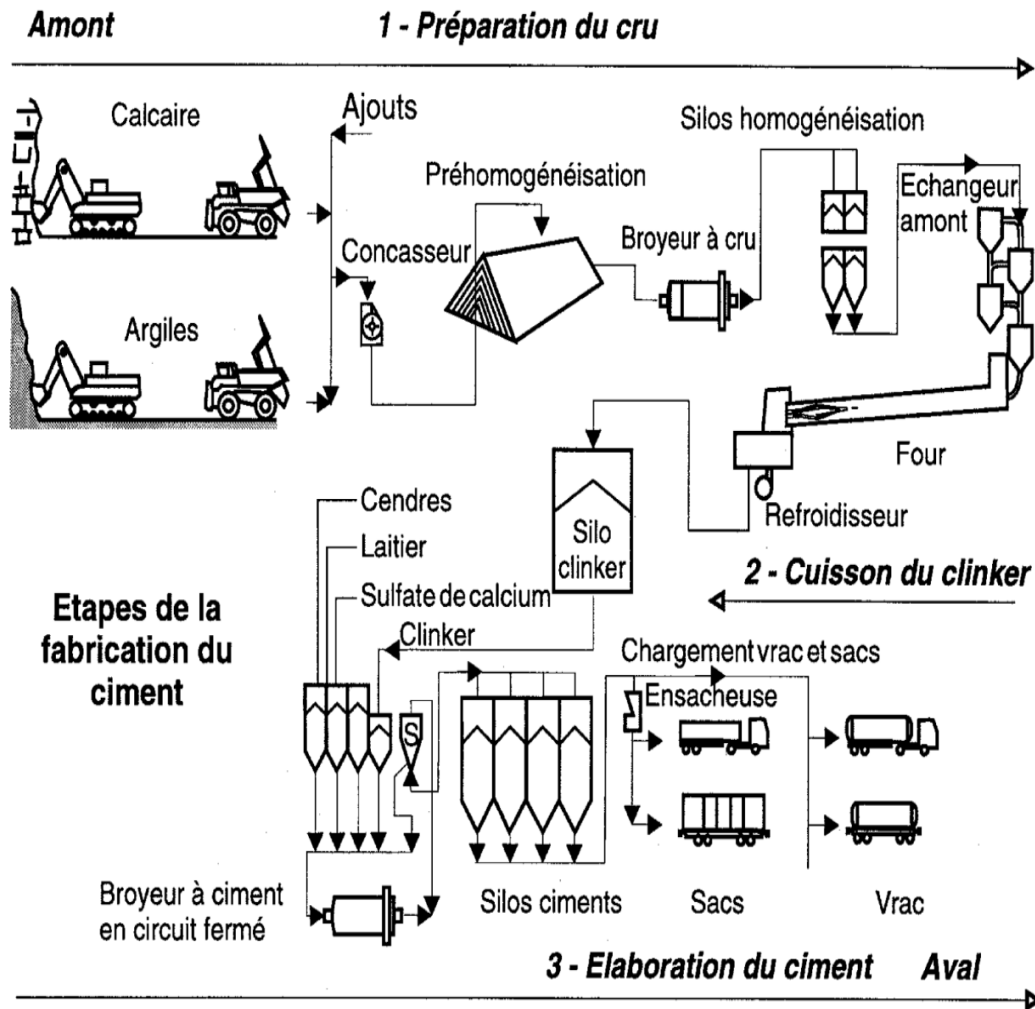 Amont
1 - Préparation du cru
Calcaire
Ajouts
Silos homogénéisation
Préhomogénéisation
Echangeur
amont
Broyeur à cru
Concasseur
Argiles
Four
Refroidisseur
Silo
clinker
Cendres
Laitier
2 - Cuisson du clinker
Sulfate de calcium
Etapes de la
fabrication du
ciment
Clinker
Chargement vrac et sacs
Ensacheuse
S
Broyeur à ciment
en circuit fermé
Silos ciments
Sacs
Vrac
3 - Elaboration du ciment
Aval